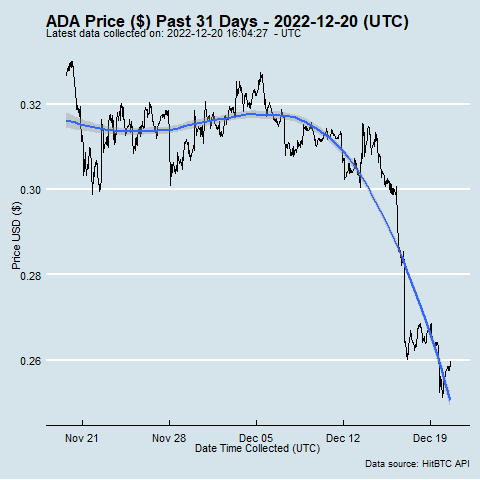 ADA Price ($) Past 31 Days - 2022-12-20 (UTC)
Latest data collected on: 2022-12-20 16:04:27 - UTC
Price USD ($)
0.32
0.30
0.28
0.26
Nov 21
Nov 28
Dec 05
Dec 12
Dec 19
Date Time Collected (UTC)
Data source: HitBTC API